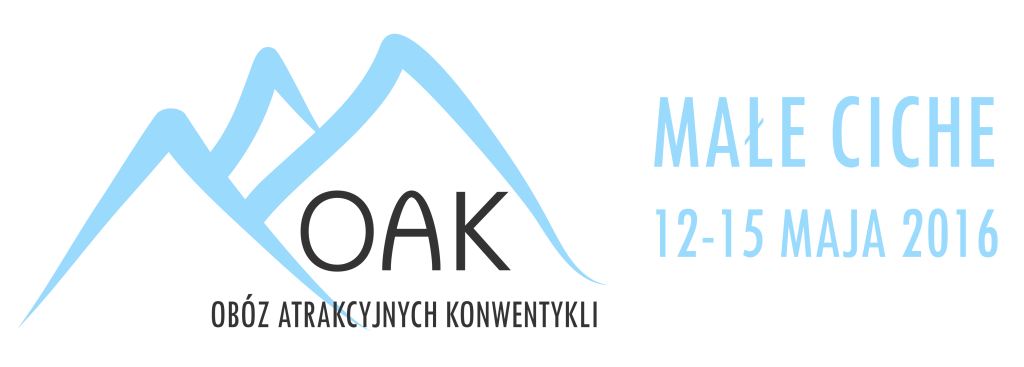 OAK
OBÓZ ATRAKCYJNYCH KONWENTYKLI
MAŁE CICHE
12-15 MAJA 2016